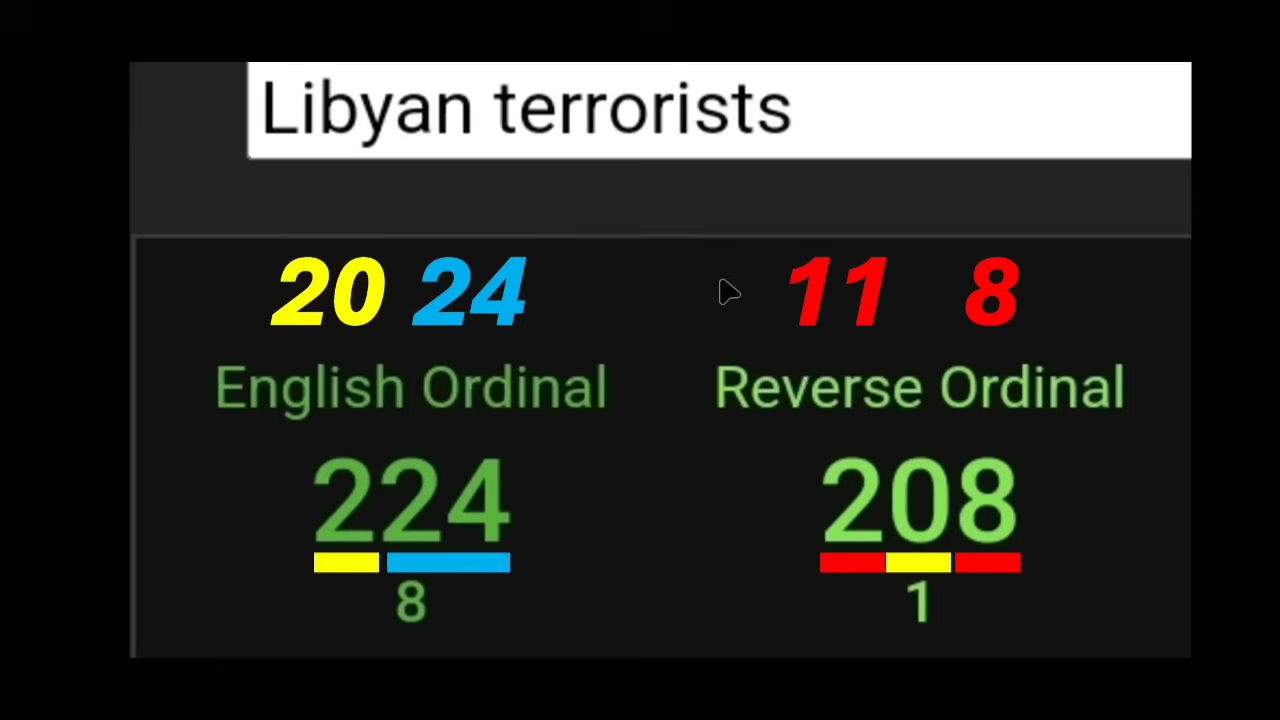 Libyan terrorists
20 24 11 8
English Ordinal Reverse Ordinal
224 208
8 1